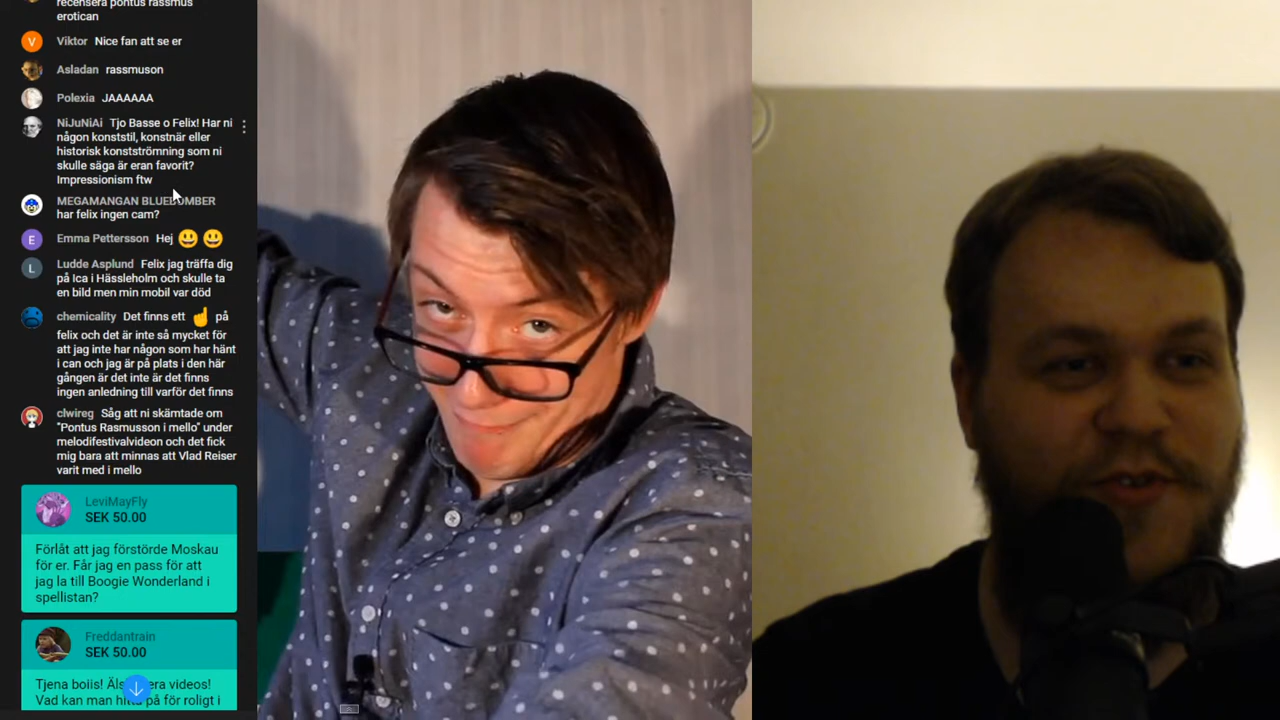 recensera pontus rassmus
erotican
Viktor Nice fan att se er
Asladan rassmuson
Polexia JAAAAAA
NiJuNiAi Tjo Basse o Felix! Har ni
någon konststil, konstnär eller
historisk konstströmning som ni
skulle säga är eran favorit?
Impressionism ftw
MEGAMANGAN BLUEBOMBER
har felix ingen cam?
E
Emma Pettersson Hej
L
Ludde Asplund Felix jag träffa dig
på Ica i Hässleholm och skulle ta
en bild men min mobil var död
chemicality Det finns ett ☝ på
felix och det är inte så mycket för
att jag inte har någon som har hänt
i can och jag är på plats i den här
gången är det inte är det finns
ingen anledning till varför det finns
clwireg Såg att ni skämtade om
"Pontus Rasmusson i mello" under
melodifestivalvideon och det fick
mig bara att minnas att Vlad Reiser
varit med i mello
LeviMayFly
SEK 50.00
Förlåt att jag förstörde Moskau
för er. Får jag en pass för att
jag la till Boogie Wonderland i
spellistan?
Freddantrain
SEK 50.00
Tjena boiis! era videos!
Vad kan man på för roligt i